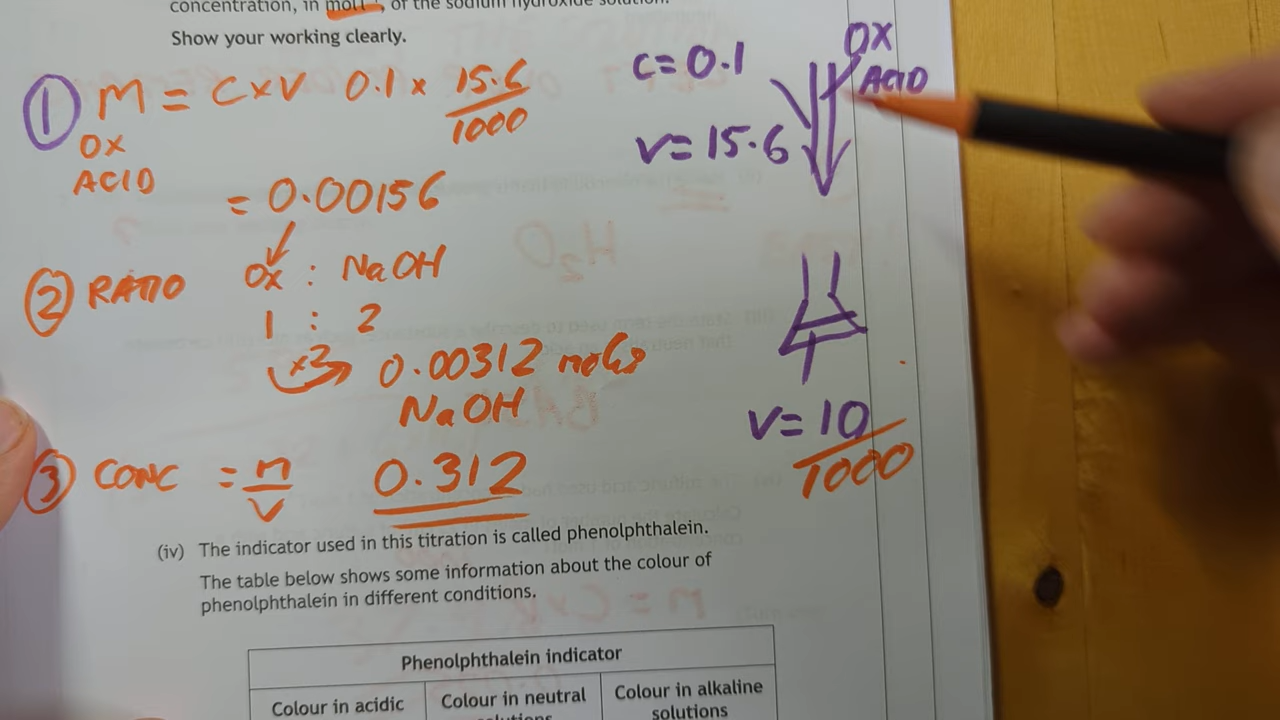 concentration, in mol l⁻¹, of the sodium hydroxide solution.
Show your working clearly.
① M = C×V 0.1 × 15.6/1000
OX
ACID
= 0.00156
② RATIO OX : NaOH
1 : 2
×2 0.00312 moles
NaOH
③ CONC = n/V 0.312
C=0.1
V=15.6
OX
ACID
V=10/1000
(iv) The indicator used in this titration is called phenolphthalein.
The table below shows some information about the colour of
phenolphthalein in different conditions.
Phenolphthalein indicator
Colour in acidic
Colour in neutral
solutions
Colour in alkaline
solutions